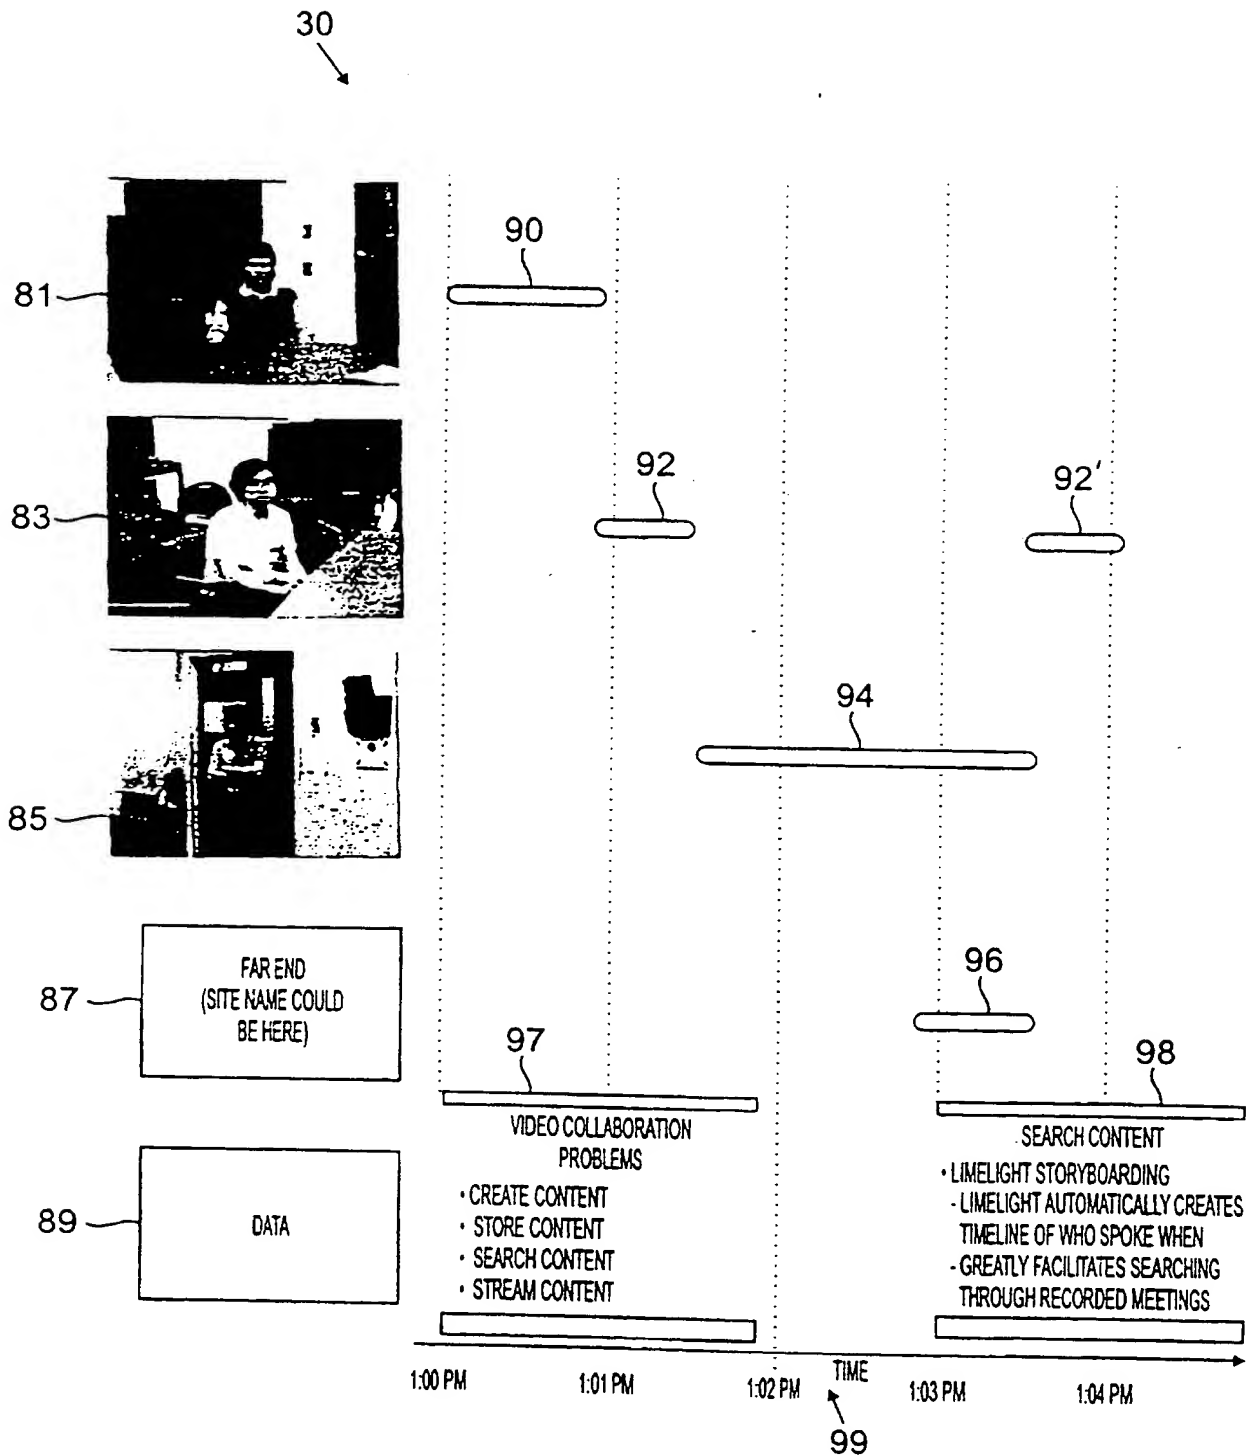 30
90
81
92
92'
83
94
85
96
FAR END
(SITE NAME COULD
BE HERE)
87
97
98
VIDEO COLLABORATION
PROBLEMS
• CREATE CONTENT
• STORE CONTENT
• SEARCH CONTENT
• STREAM CONTENT
SEARCH CONTENT
• LIMELIGHT STORYBOARDING
- LIMELIGHT AUTOMATICALLY CREATES
TIMELINE OF WHO SPOKE WHEN
- GREATLY FACILITATES SEARCHING
THROUGH RECORDED MEETINGS
89
DATA
TIME
1:00 PM
1:01 PM
1:02 PM
1:03 PM
1:04 PM
99